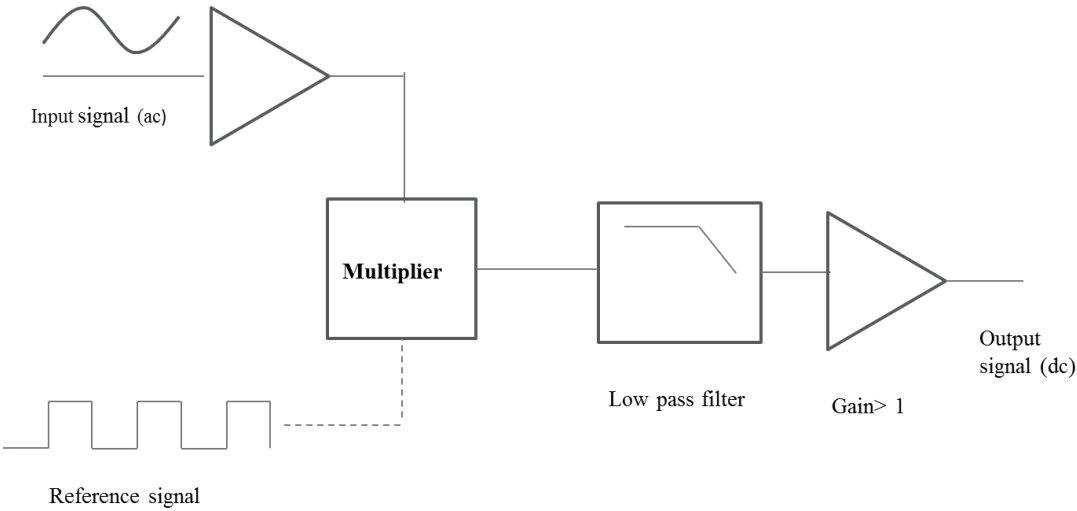 Input signal (ac)
Multiplier
Output
signal (dc)
Low pass filter
Gain> 1
Reference signal